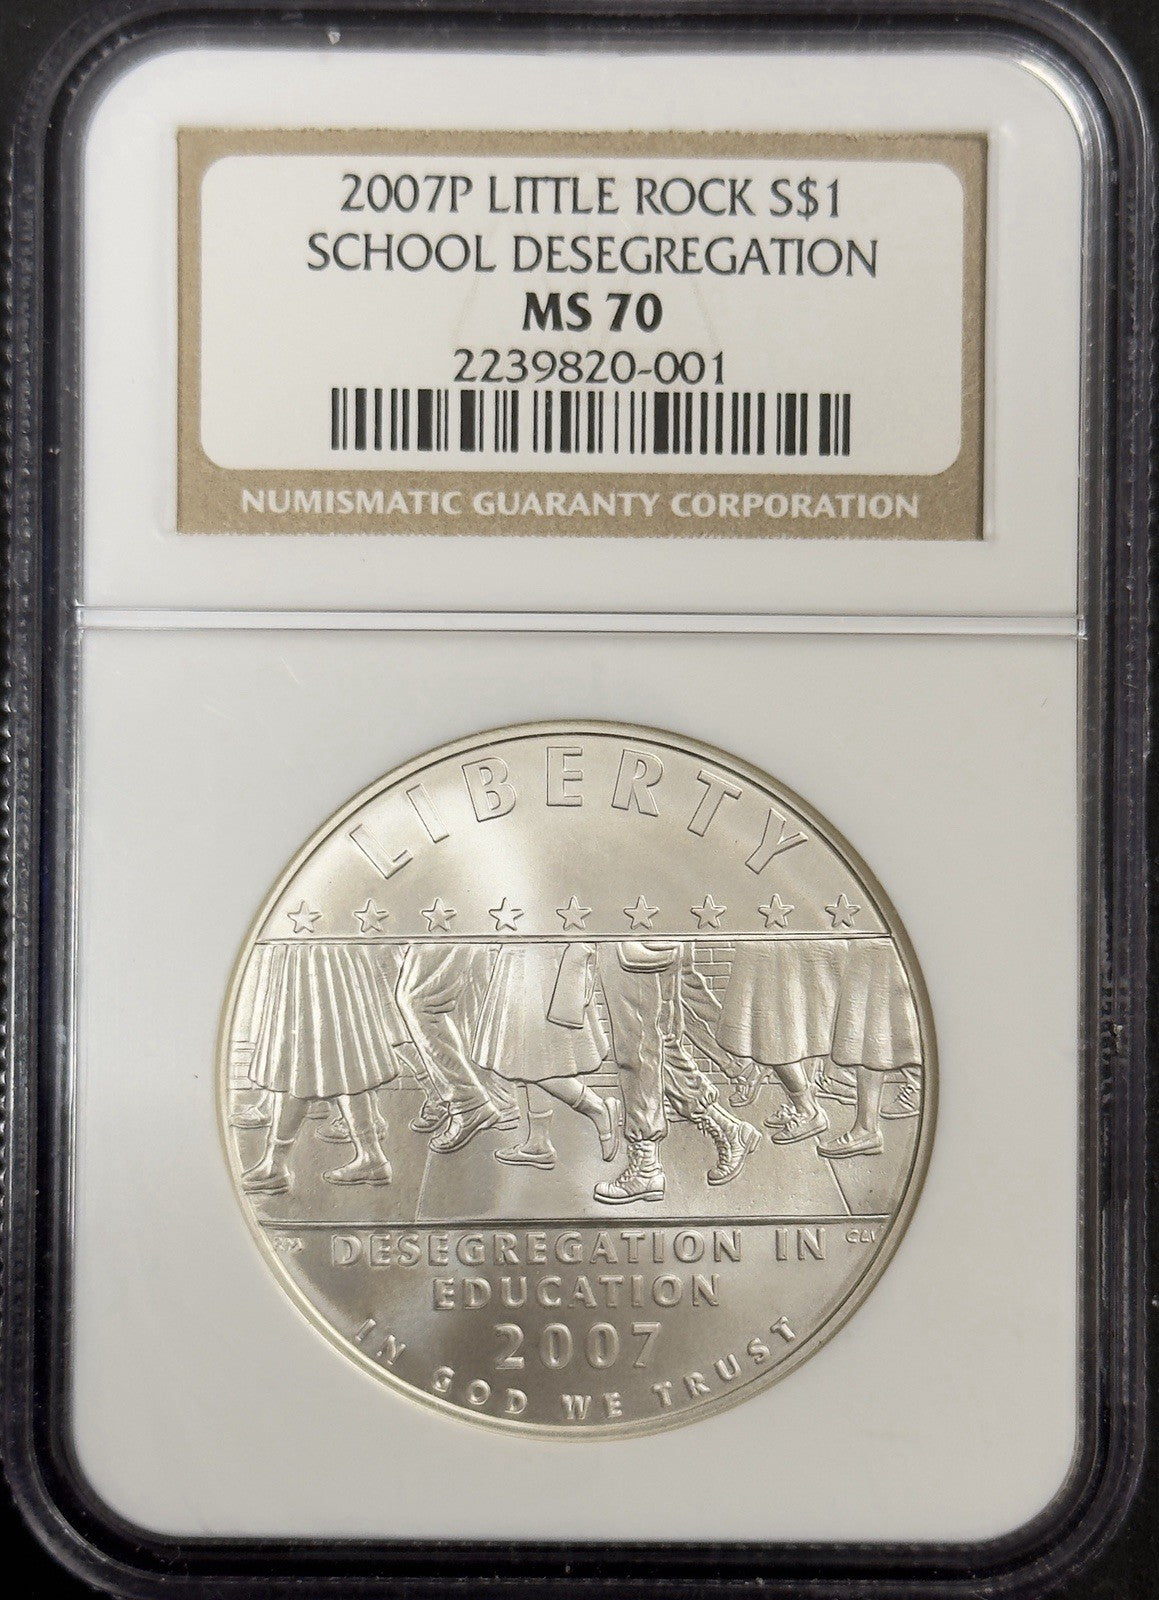 2007P LITTLE ROCK S$1
SCHOOL DESEGREGATION
MS 70
2239820-001
NUMISMATIC GUARANTY CORPORATION
LIBERTY
DESEGREGATION IN
EDUCATION
2007
IN GOD WE TRUST